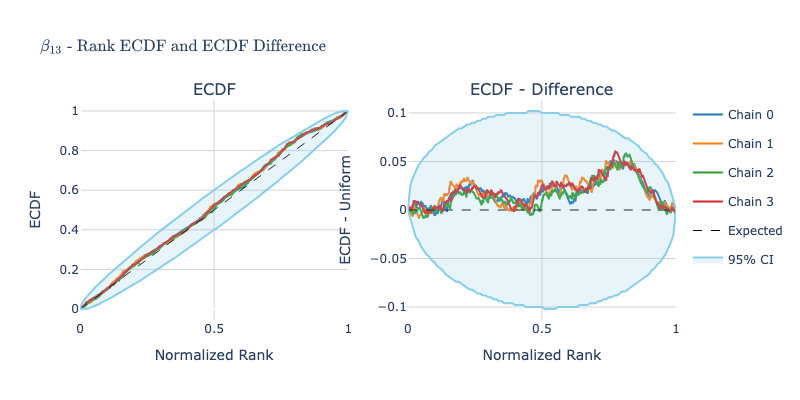 β13 - Rank ECDF and ECDF Difference
ECDF
ECDF - Difference
1
0.8
0.6
0.4
0.2
0
0
0.5
1
ECDF
Normalized Rank
0.1
0.05
0
−0.05
−0.1
0
0.5
1
ECDF - Uniform
Normalized Rank
Chain 0
Chain 1
Chain 2
Chain 3
Expected
95% CI